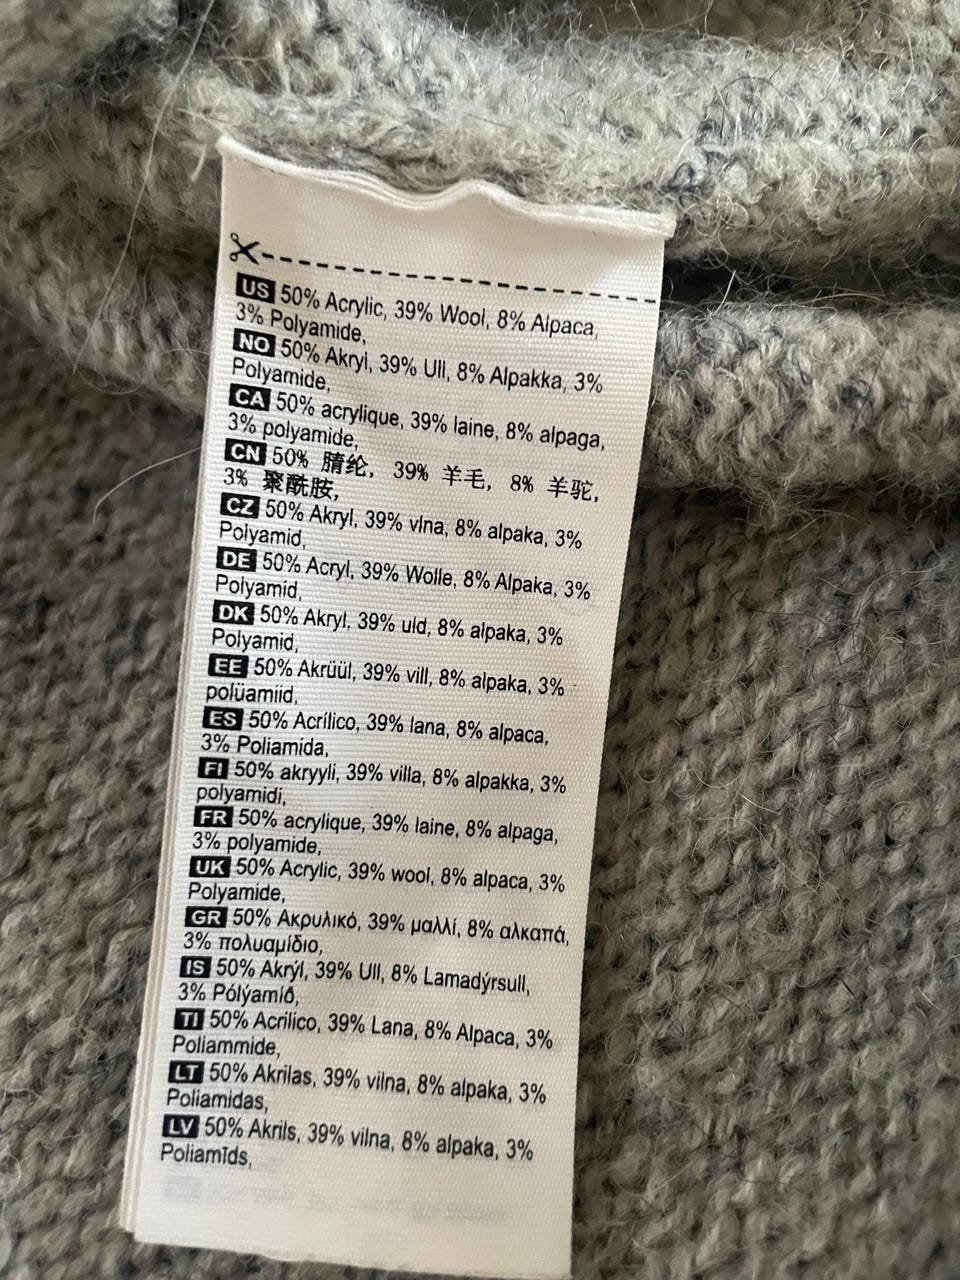 US 50% Acrylic, 39% Wool, 8% Alpaca,
3% Polyamide,
NO 50% Akryl, 39% Ull, 8% Alpakka, 3%
Polyamide,
CA 50% acrylique, 39% laine, 8% alpaga,
3% polyamide,
CN 50% 腈纶, 39% 羊毛, 8% 羊驼,
3% 聚酰胺,
CZ 50% Akryl, 39% vlna, 8% alpaka, 3%
Polyamid,
DE 50% Acryl, 39% Wolle, 8% Alpaka, 3%
Polyamid,
DK 50% Akryl, 39% uld, 8% alpaka, 3%
Polyamid,
EE 50% Akrüül, 39% vill, 8% alpaka, 3%
polüamiid,
ES 50% Acrílico, 39% lana, 8% alpaca,
3% Poliamida,
FI 50% akryyli, 39% villa, 8% alpakka, 3%
polyamidi,
FR 50% acrylique, 39% laine, 8% alpaga,
3% polyamide,
UK 50% Acrylic, 39% wool, 8% alpaca, 3%
Polyamide,
GR 50% Ακρυλικό, 39% μαλλί, 8% αλκαπά,
3% πολυαμίδιο,
IS 50% Akrýl, 39% Ull, 8% Lamadýrsull,
3% Pólýamíð,
TI 50% Acrilico, 39% Lana, 8% Alpaca, 3%
Poliammide,
LT 50% Akrilas, 39% vilna, 8% alpaka, 3%
Poliamidas,
LV 50% Akrils, 39% vilna, 8% alpaka, 3%
Poliamīds,